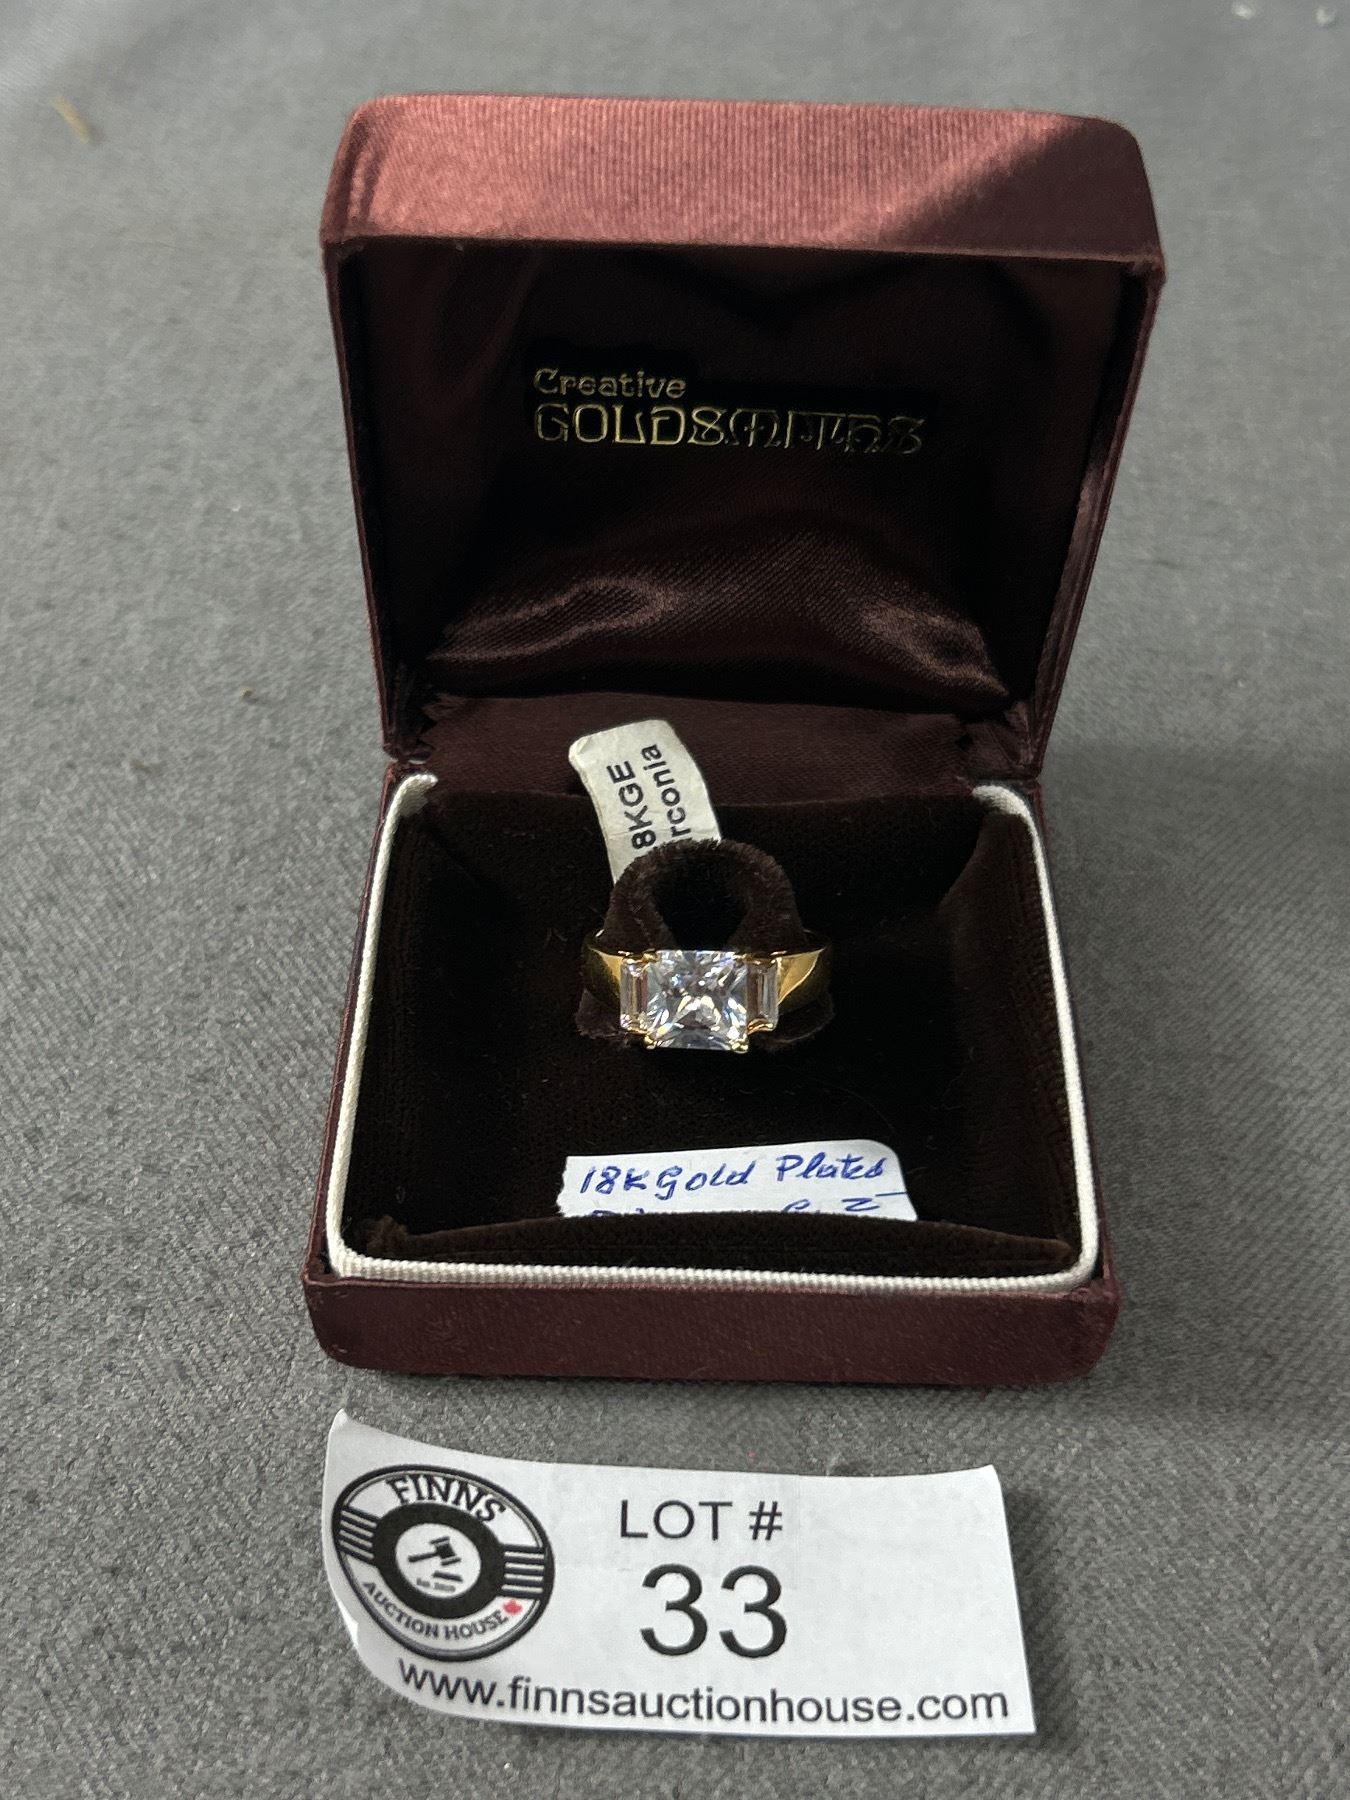 Creative
GOLDSMITHS
8KGE
rconia
18K Gold Plated
C. Z
FINNS
AUCTION HOUSE
LOT #
33
www.finnsauctionhouse.com